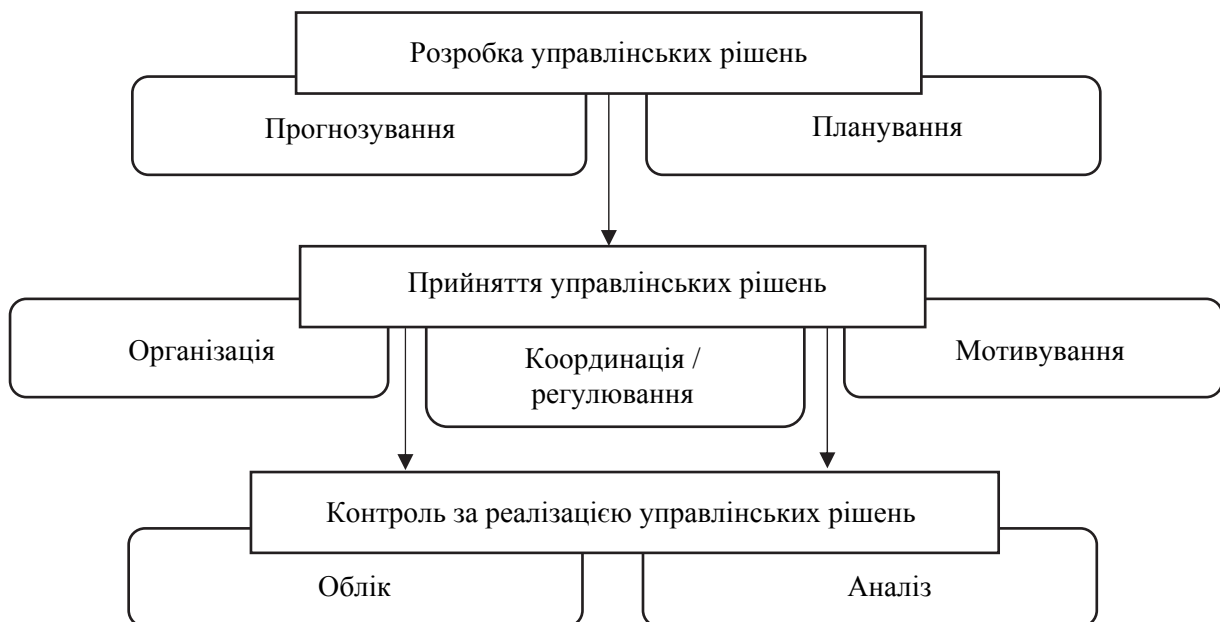 Розробка управлінських рішень
Прогнозування
Планування
Прийняття управлінських рішень
Організація
Координація /
регулювання
Мотивування
Контроль за реалізацією управлінських рішень
Облік
Аналіз